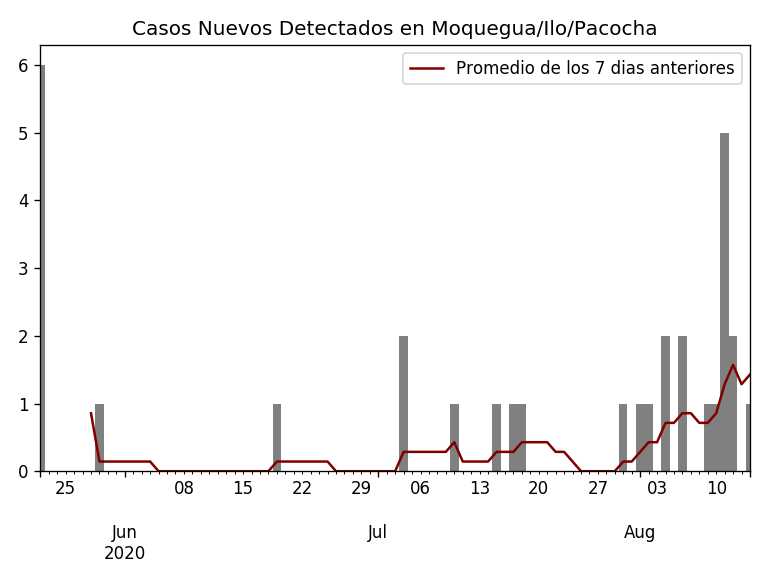 Casos Nuevos Detectados en Moquegua/Ilo/Pacocha
Promedio de los 7 dias anteriores
6
5
4
3
2
1
0
25 08 15 22 29 06 13 20 27 03 10
Jun Jul Aug
2020